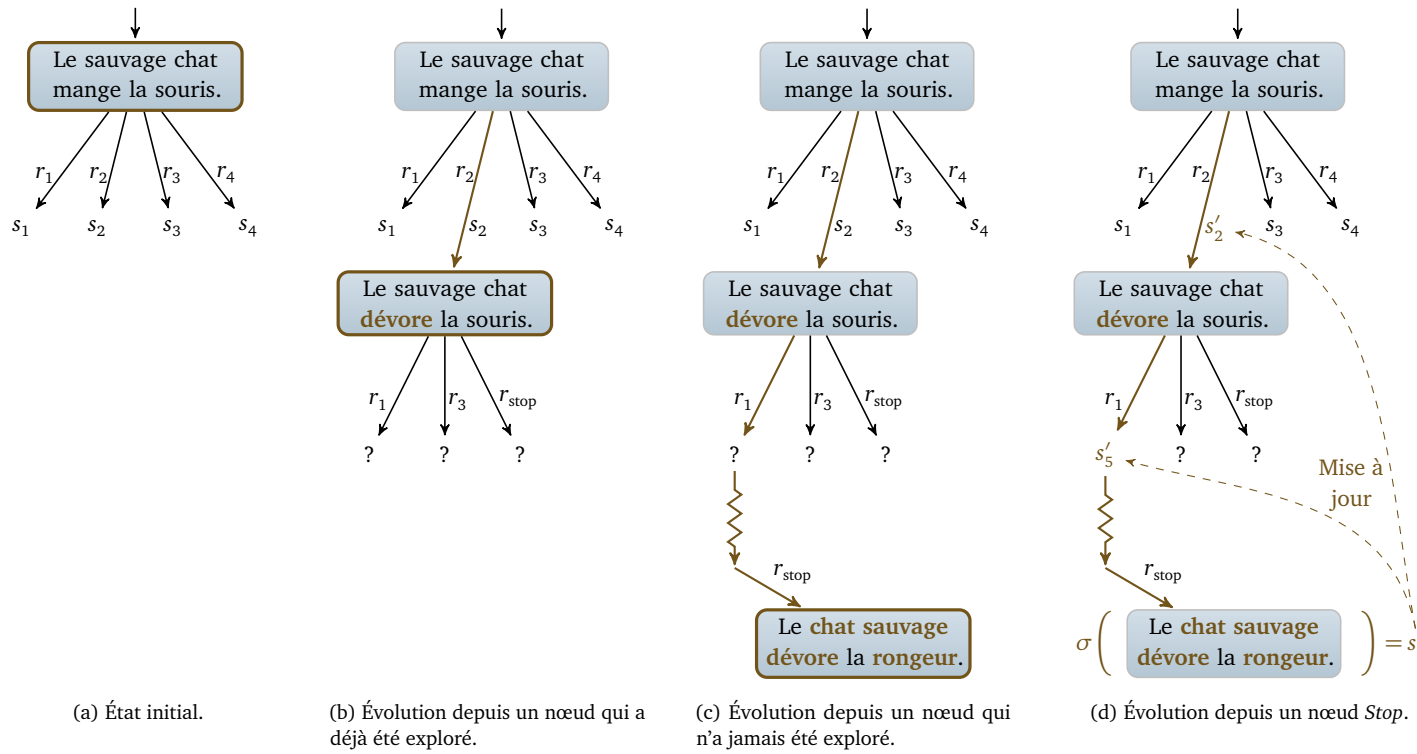 Le sauvage chat
mange la souris.
r1 r2 r3 r4
s1 s2 s3 s4
(a) État initial.
Le sauvage chat
mange la souris.
r1 r2 r3 r4
s1 s2 s3 s4
Le sauvage chat
dévore la souris.
r1 r3 rstop
? ? ?
(b) Évolution depuis un nœud qui a
déjà été exploré.
Le sauvage chat
mange la souris.
r1 r2 r3 r4
s1 s2 s3 s4
Le sauvage chat
dévore la souris.
r1 r3 rstop
? ? ?
rstop
Le chat sauvage
dévore la rongeur.
(c) Évolution depuis un nœud qui
n'a jamais été exploré.
Le sauvage chat
mange la souris.
r1 r2 r3 r4
s1 s′2 s3 s4
Le sauvage chat
dévore la souris.
r1 r3 rstop
s′5 ? ?
Mise à
jour
rstop
σ ( Le chat sauvage
dévore la rongeur. ) = s
(d) Évolution depuis un nœud Stop.